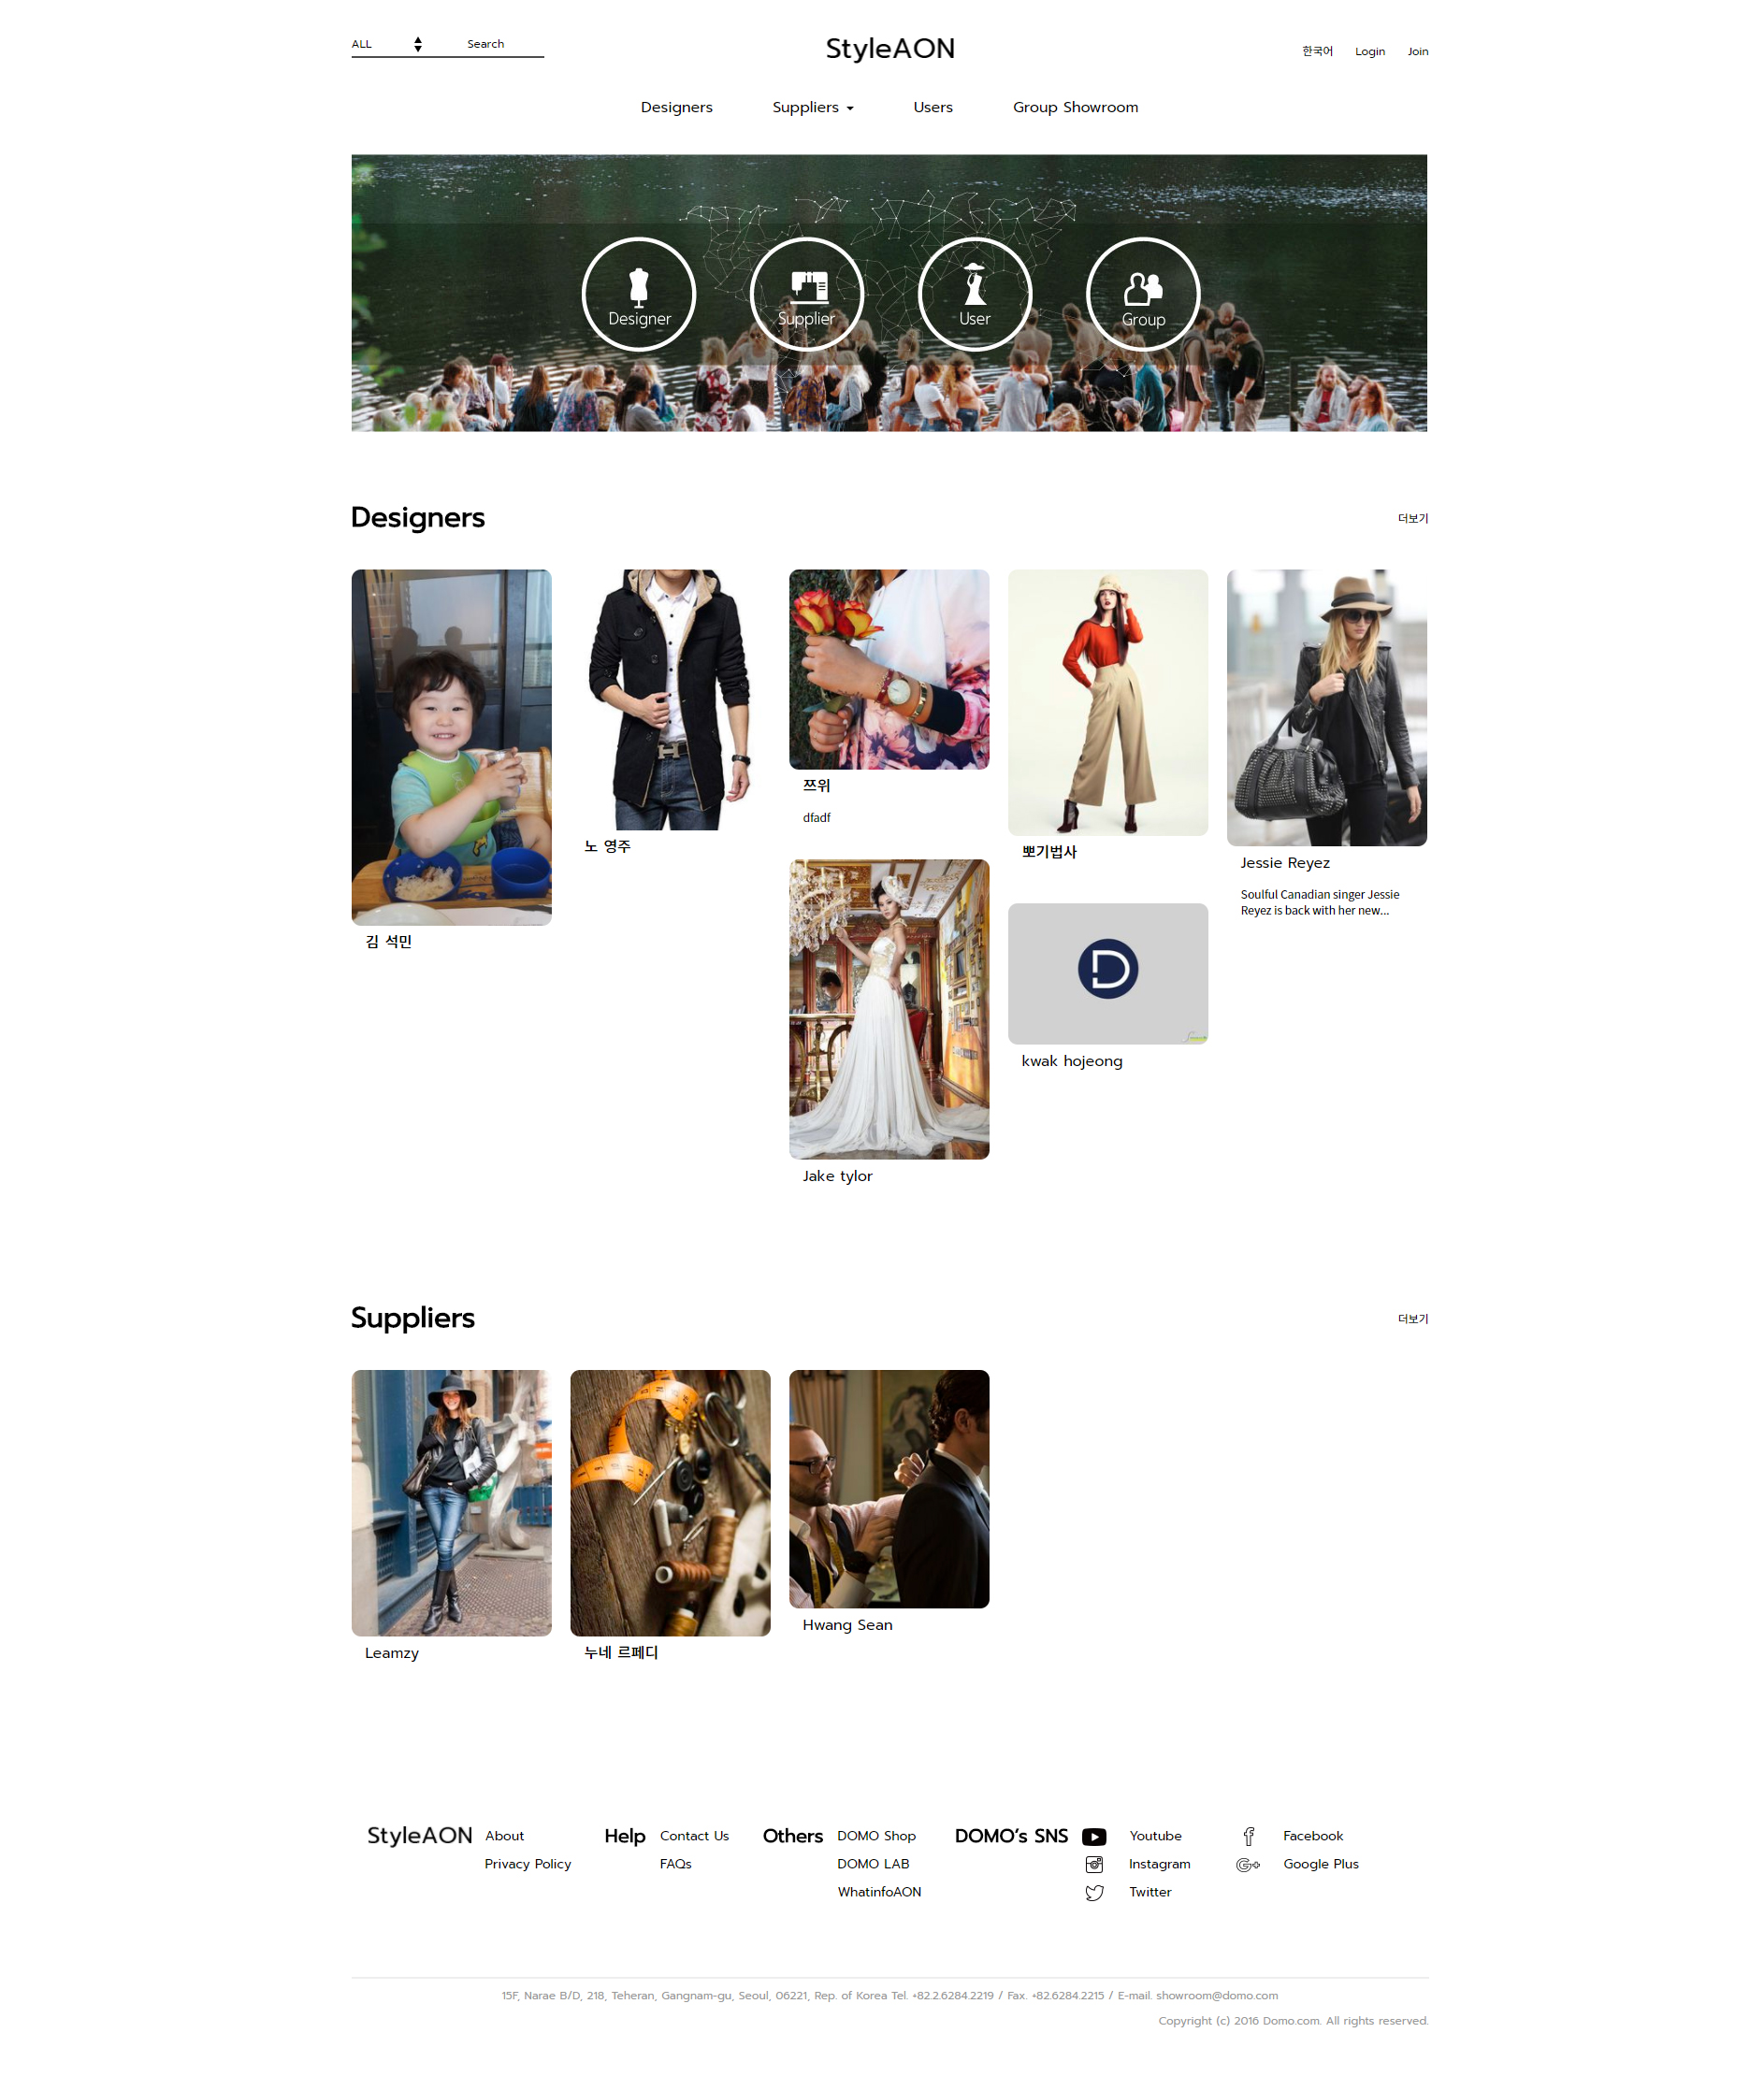 ALL Search
StyleAON
한국어 Login Join
Designers Suppliers Users Group Showroom
Designer Supplier User Group
Designers
더보기
김 석민
노 영주
쯔위
dfadf
Jake tylor
뽀기법사
kwak hojeong
Jessie Reyez
Soulful Canadian singer Jessie
Reyez is back with her new...
Suppliers
더보기
Leamzy
누네 르페디
Hwang Sean
StyleAON
About
Privacy Policy
Help
Contact Us
FAQs
Others
DOMO Shop
DOMO LAB
WhatinfoAON
DOMO's SNS
Youtube
Instagram
Twitter
Facebook
Google Plus
15F, Narae B/D, 218, Teheran, Gangnam-gu, Seoul, 06221, Rep. of Korea Tel. +82.2.6284.2219 / Fax. +82.6284.2215 / E-mail. showroom@domo.com
Copyright (c) 2016 Domo.com. All rights reserved.